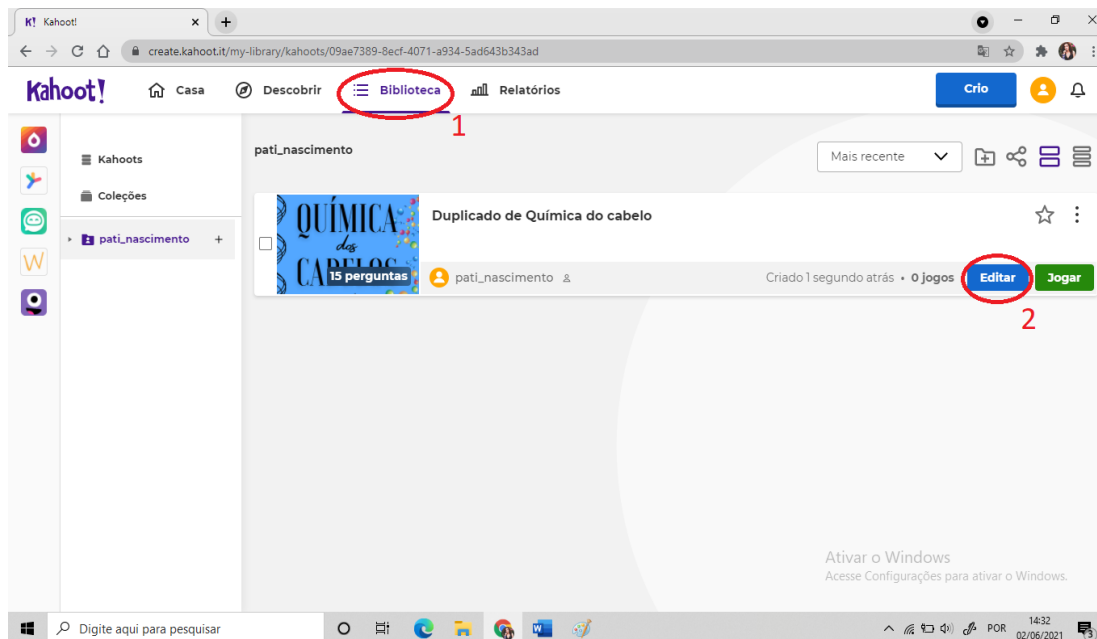 K! Kahoot!
create.kahoot.it/my-library/kahoots/09ae7389-8ecf-4071-a934-5ad643b343ad
Kahoot! Casa Descobrir Biblioteca Relatórios Crio
1
Kahoots
Coleções
pati_nascimento +
W
pati_nascimento
Mais recente
QUÍMICA
dos
CABELOS
15 perguntas
Duplicado de Química do cabelo
pati_nascimento
Criado 1 segundo atrás • 0 jogos
Editar
Jogar
2
Ativar o Windows
Acesse Configurações para ativar o Windows.
Digite aqui para pesquisar
W
POR
14:32
02/06/2021
3